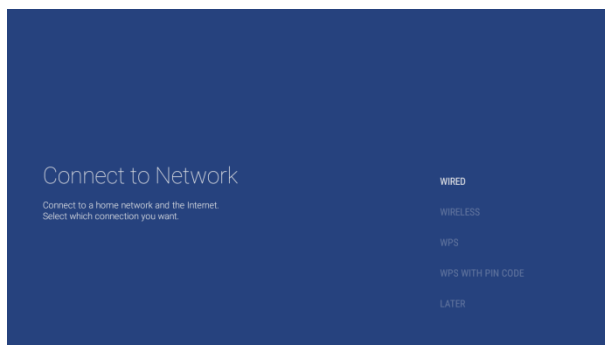 Connect to Network
Connect to a home network and the Internet.
Select which connection you want.
WIRED
WIRELESS
WPS
WPS WITH PIN CODE
LATER